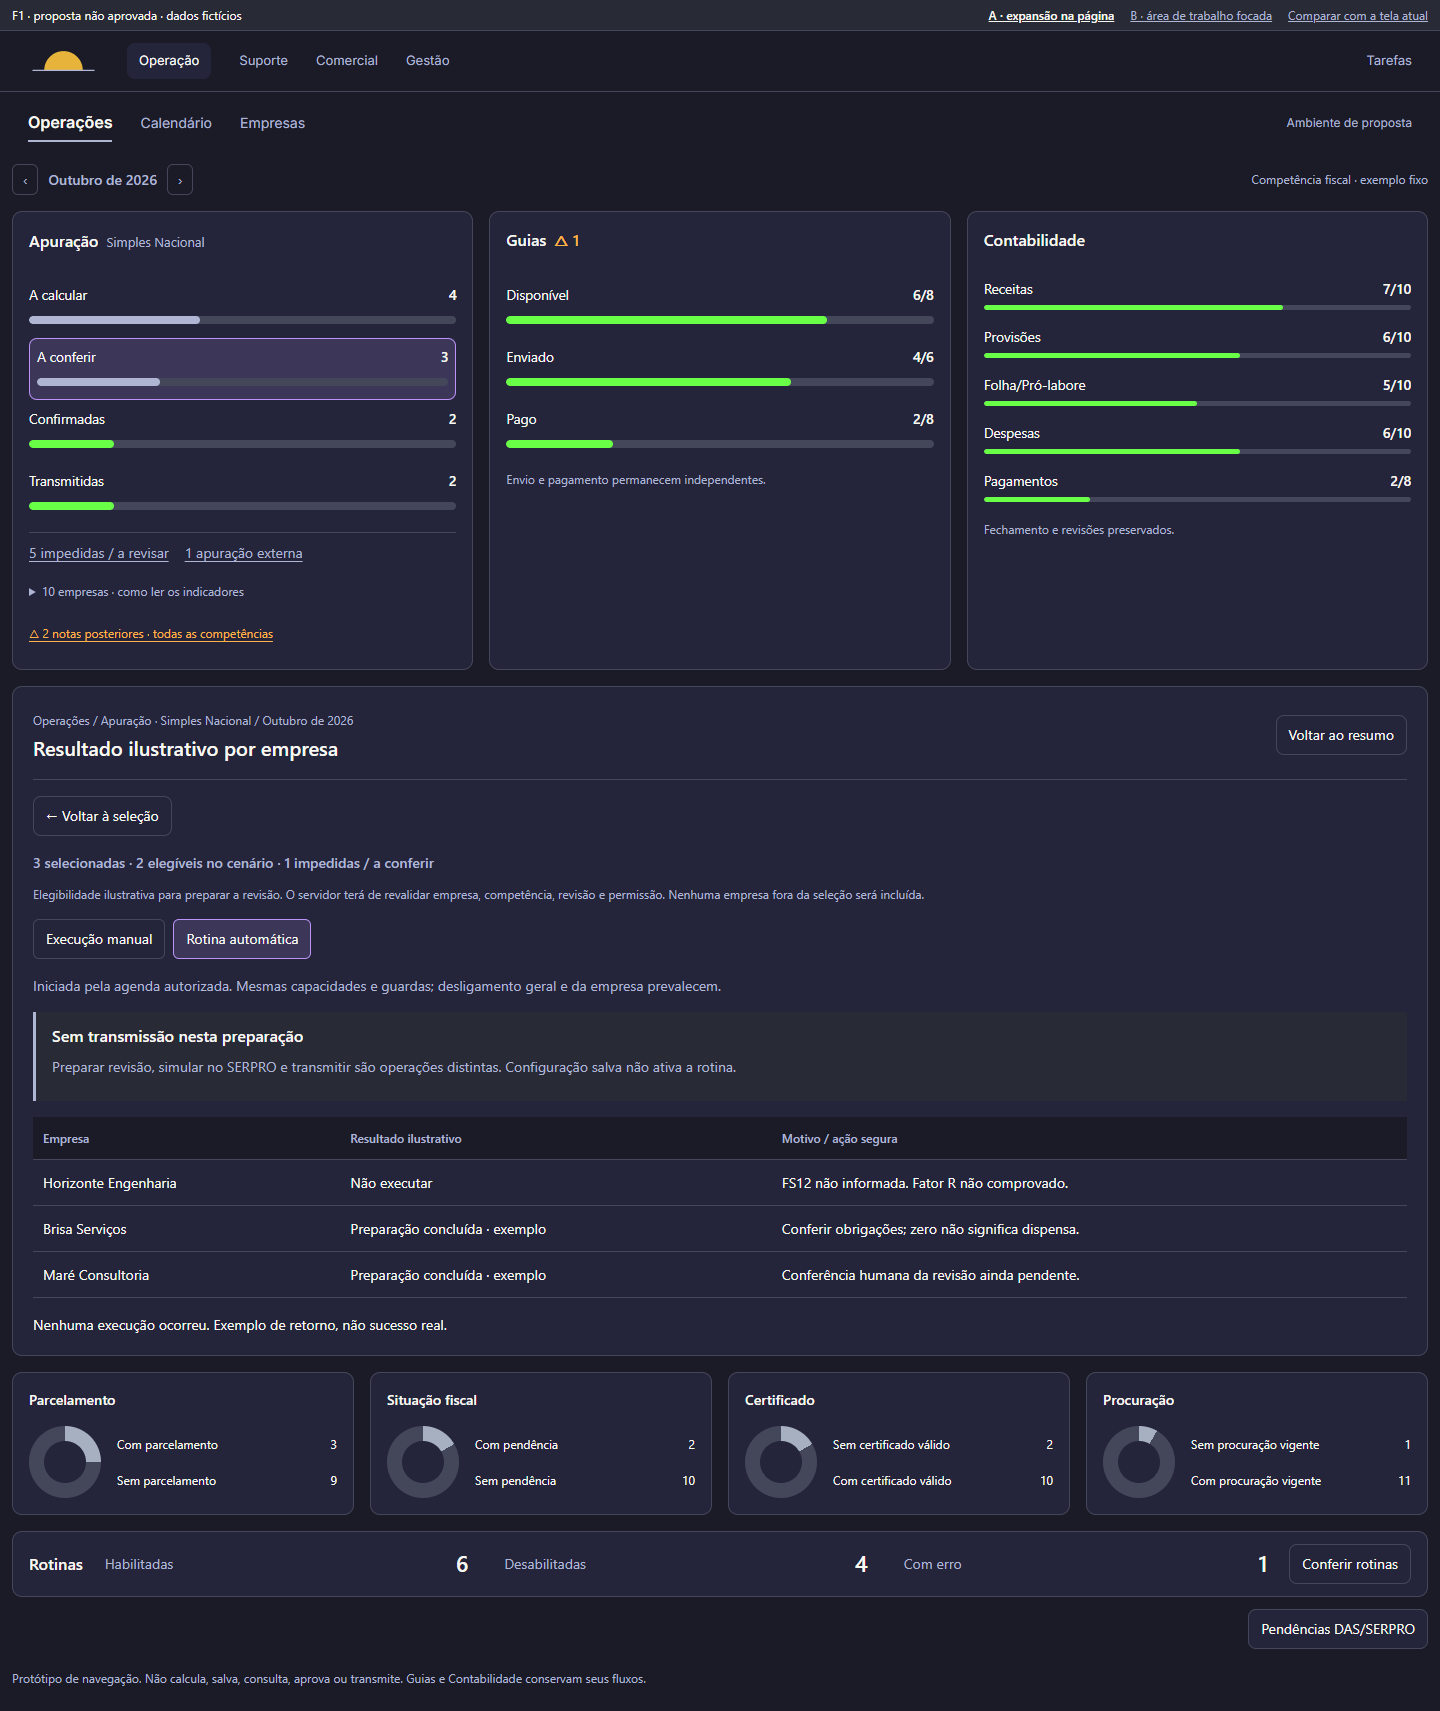 F1 · proposta não aprovada · dados fictícios
A · expansão na página B · área de trabalho focada Comparar com a tela atual
Operação Suporte Comercial Gestão Tarefas
Operações Calendário Empresas Ambiente de proposta
‹ Outubro de 2026 › Competência fiscal · exemplo fixo
Apuração Simples Nacional
A calcular 4
A conferir 3
Confirmadas 2
Transmitidas 2
5 impedidas / a revisar 1 apuração externa
▶ 10 empresas · como ler os indicadores
△ 2 notas posteriores · todas as competências
Guias △ 1
Disponível 6/8
Enviado 4/6
Pago 2/8
Envio e pagamento permanecem independentes.
Contabilidade
Receitas 7/10
Provisões 6/10
Folha/Pró-labore 5/10
Despesas 6/10
Pagamentos 2/8
Fechamento e revisões preservados.
Operações / Apuração · Simples Nacional / Outubro de 2026
Resultado ilustrativo por empresa
Voltar ao resumo
← Voltar à seleção
3 selecionadas · 2 elegíveis no cenário · 1 impedidas / a conferir
Elegibilidade ilustrativa para preparar a revisão. O servidor terá de revalidar empresa, competência, revisão e permissão. Nenhuma empresa fora da seleção será incluída.
Execução manual Rotina automática
Iniciada pela agenda autorizada. Mesmas capacidades e guardas; desligamento geral e da empresa prevalecem.
Sem transmissão nesta preparação
Preparar revisão, simular no SERPRO e transmitir são operações distintas. Configuração salva não ativa a rotina.
Empresa Resultado ilustrativo Motivo / ação segura
Horizonte Engenharia Não executar FS12 não informada. Fator R não comprovado.
Brisa Serviços Preparação concluída · exemplo Conferir obrigações; zero não significa dispensa.
Maré Consultoria Preparação concluída · exemplo Conferência humana da revisão ainda pendente.
Nenhuma execução ocorreu. Exemplo de retorno, não sucesso real.
Parcelamento
Com parcelamento 3
Sem parcelamento 9
Situação fiscal
Com pendência 2
Sem pendência 10
Certificado
Sem certificado válido 2
Com certificado válido 10
Procuração
Sem procuração vigente 1
Com procuração vigente 11
Rotinas Habilitadas 6 Desabilitadas 4 Com erro 1 Conferir rotinas
Pendências DAS/SERPRO
Protótipo de navegação. Não calcula, salva, consulta, aprova ou transmite. Guias e Contabilidade conservam seus fluxos.